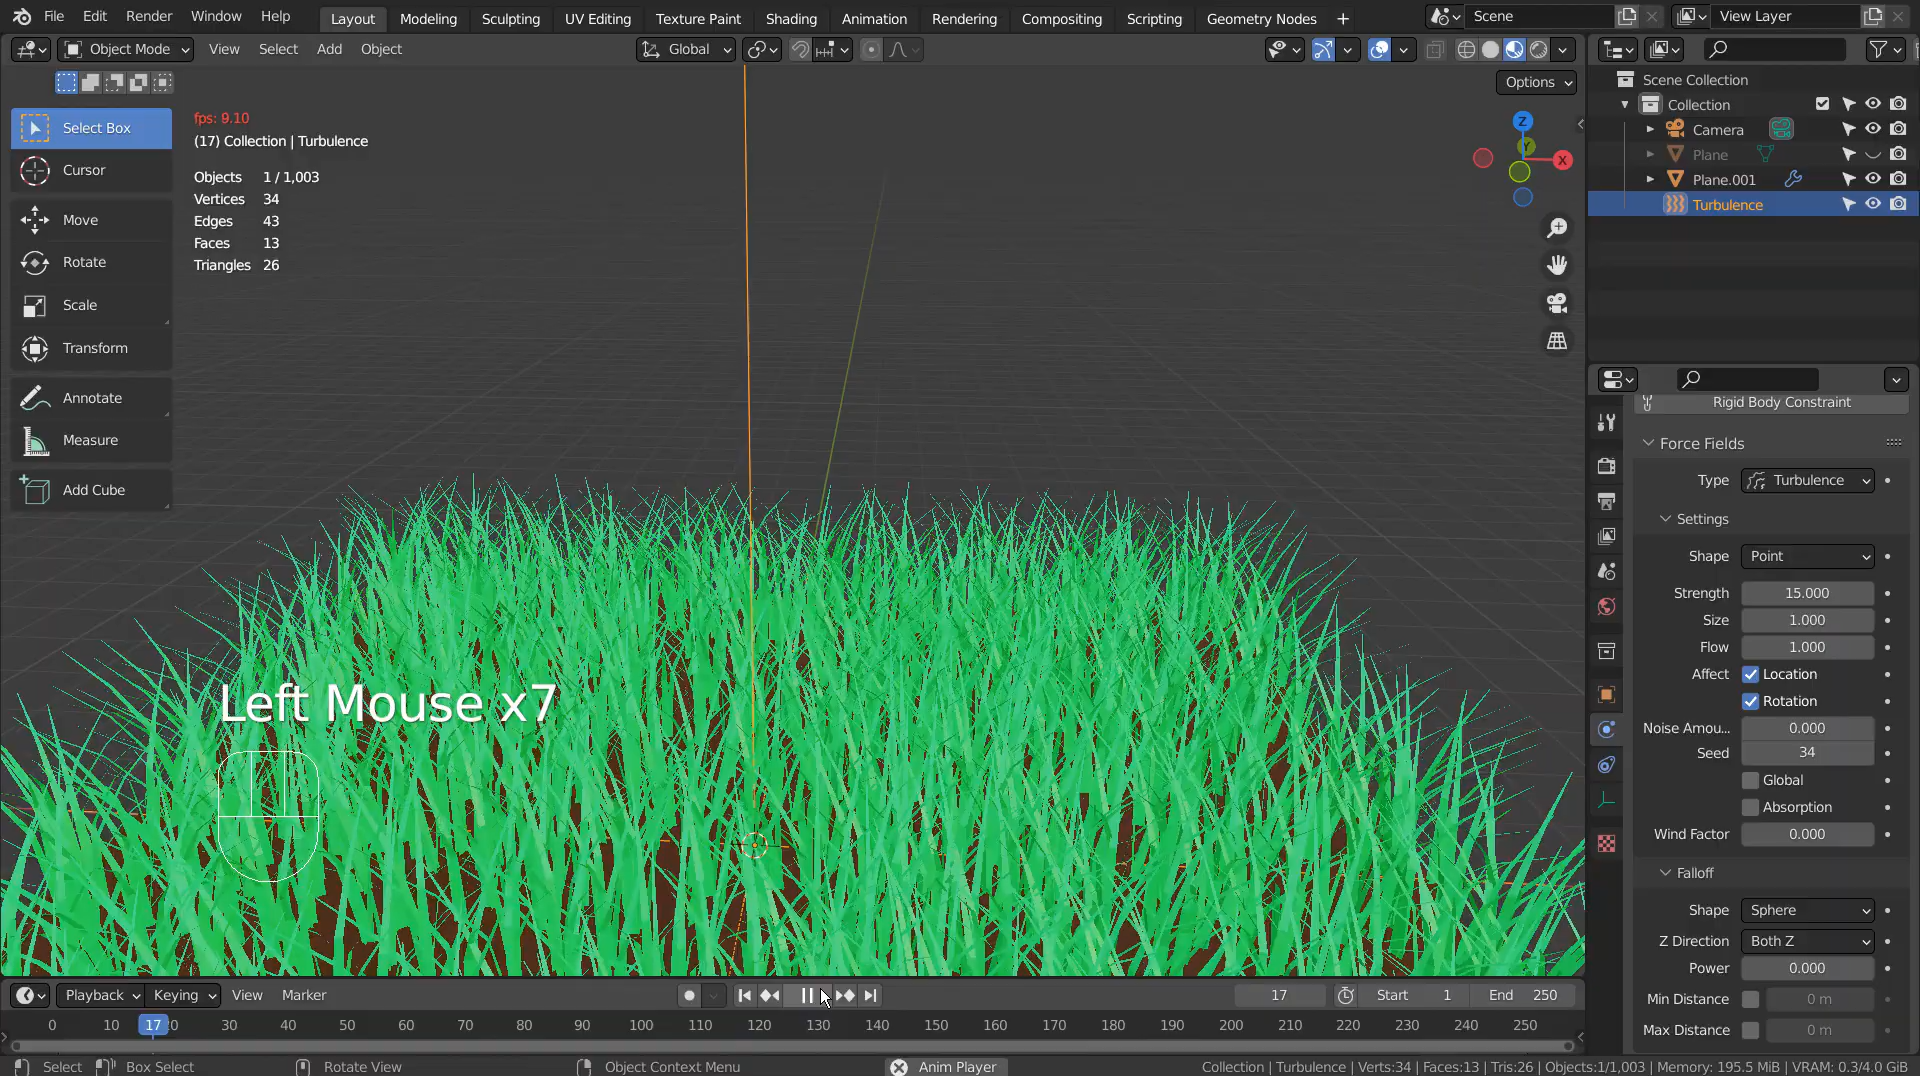 File Edit Render Window Help Layout Modeling Sculpting UV Editing Texture Paint Shading Animation Rendering Compositing Scripting Geometry Nodes + Scene View Layer
Object Mode View Select Add Object Global
Options
Select Box
Cursor
Move
Rotate
Scale
Transform
Annotate
Measure
Add Cube
fps: 9.10
(17) Collection | Turbulence
Objects 1 / 1,003
Vertices 34
Edges 43
Faces 13
Triangles 26
Z
Y
X
Left Mouse x7
Scene Collection
Collection
Camera
Plane
Plane.001
Turbulence
Rigid Body Constraint
Force Fields
Type Turbulence
Settings
Shape Point
Strength 15.000
Size 1.000
Flow 1.000
Affect Location
Rotation
Noise Amou... 0.000
Seed 34
Global
Absorption
Wind Factor 0.000
Falloff
Shape Sphere
Z Direction Both Z
Power 0.000
Min Distance 0 m
Max Distance 0 m
Playback Keying View Marker 17 Start 1 End 250
0 10 17 20 30 40 50 60 70 80 90 100 110 120 130 140 150 160 170 180 190 200 210 220 230 240 250
Select Box Select Rotate View Object Context Menu Anim Player Collection | Turbulence | Verts:34 | Faces:13 | Tris:26 | Objects:1/1,003 | Memory: 195.5 MiB | VRAM: 0.3/4.0 GiB